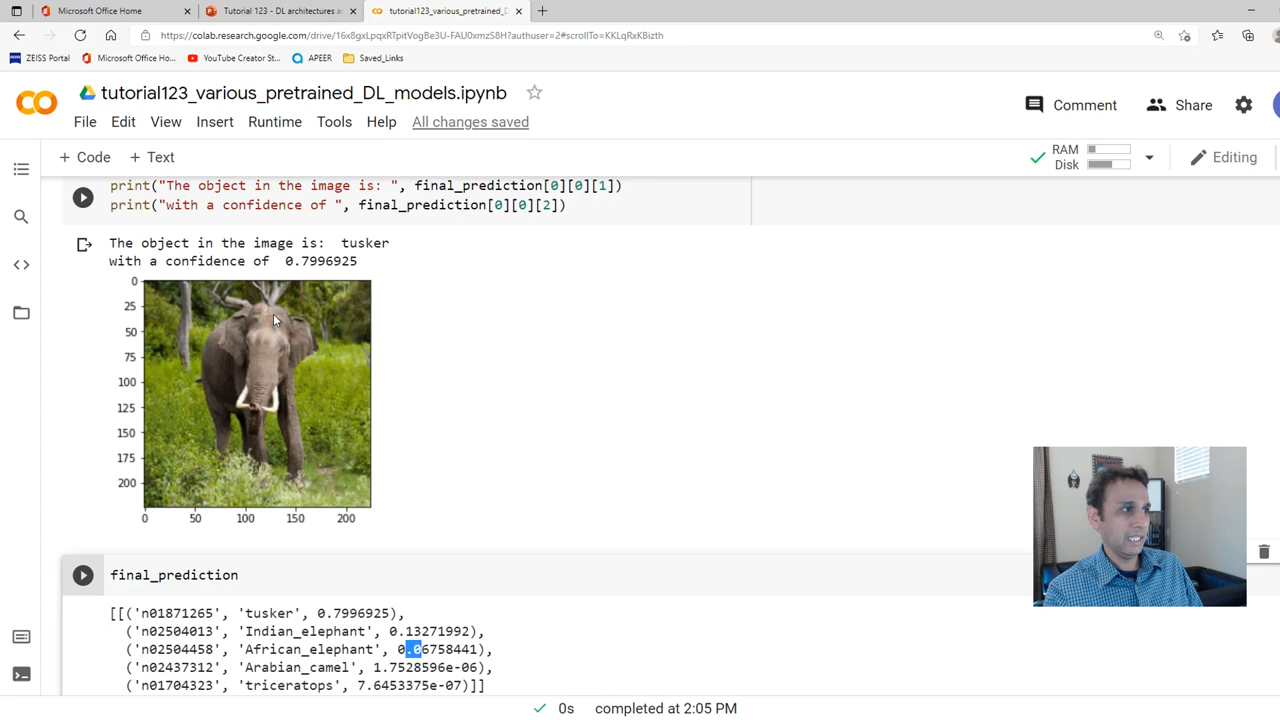 Microsoft Office Home
Tutorial 123 - DL architectures a
tutorial123_various_pretrained_D
https://colab.research.google.com/drive/16x8gxLpqxRTpitVogBe3U-FAU0xmzS8H?authuser=2#scrollTo=KKLqRxKBizth
ZEISS Portal
Microsoft Office Ho...
YouTube Creator St...
APEER
Saved_Links
tutorial123_various_pretrained_DL_models.ipynb
Comment
Share
File Edit View Insert Runtime Tools Help All changes saved
+ Code + Text
RAM
Disk
Editing
print("The object in the image is: ", final_prediction[0][0][1])
print("with a confidence of ", final_prediction[0][0][2])
The object in the image is:  tusker
with a confidence of  0.7996925
0
25
50
75
100
125
150
175
200
0 50 100 150 200
final_prediction
[[('n01871265', 'tusker', 0.7996925),
('n02504013', 'Indian_elephant', 0.13271992),
('n02504458', 'African_elephant', 0.06758441),
('n02437312', 'Arabian_camel', 1.7528596e-06),
('n01704323', 'triceratops', 7.6453375e-07)]]
0s completed at 2:05 PM